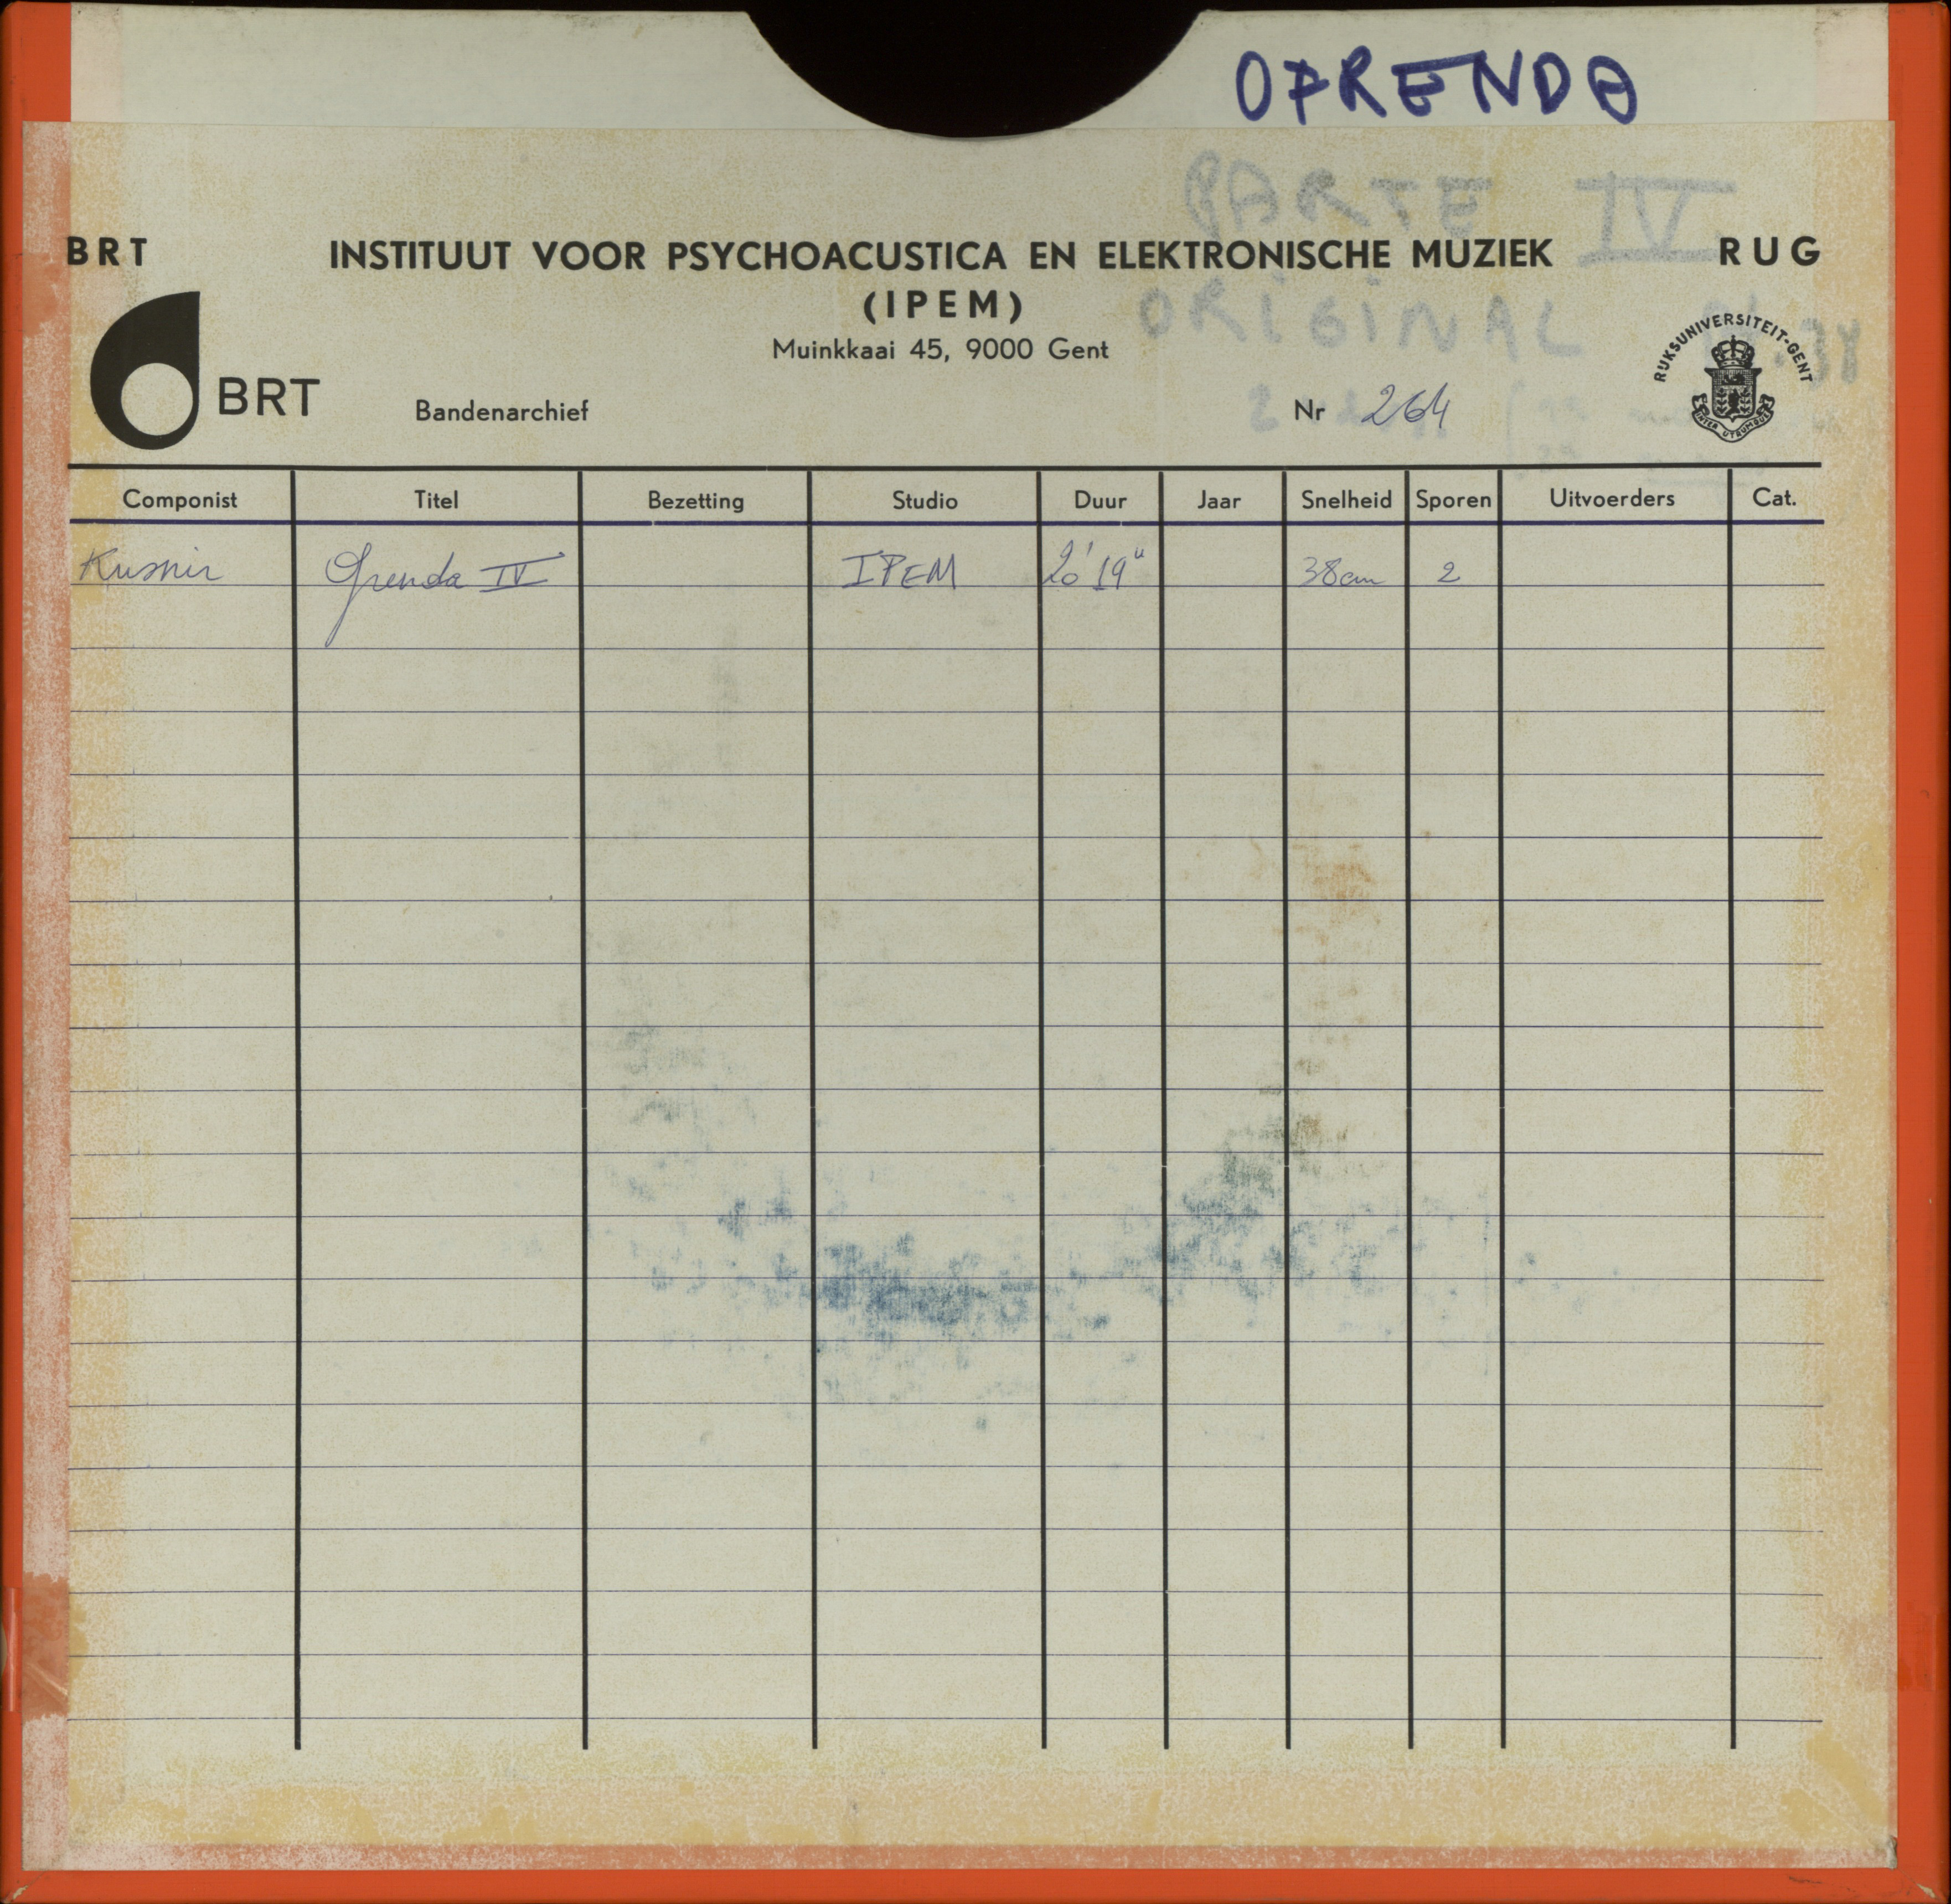 OFRENDA
PARTE IV
BRT INSTITUUT VOOR PSYCHOACUSTICA EN ELEKTRONISCHE MUZIEK RUG
(IPEM)
ORIGINAL
Muinkkaai 45, 9000 Gent
RIJKSUNIVERSITEIT-GENT
INTER UTRUMQUE
BRT
Bandenarchief Nr 264
Componist Titel Bezetting Studio Duur Jaar Snelheid Sporen Uitvoerders Cat.
Kusnir Ofrenda IV IPEM 20'19" 38cm 2